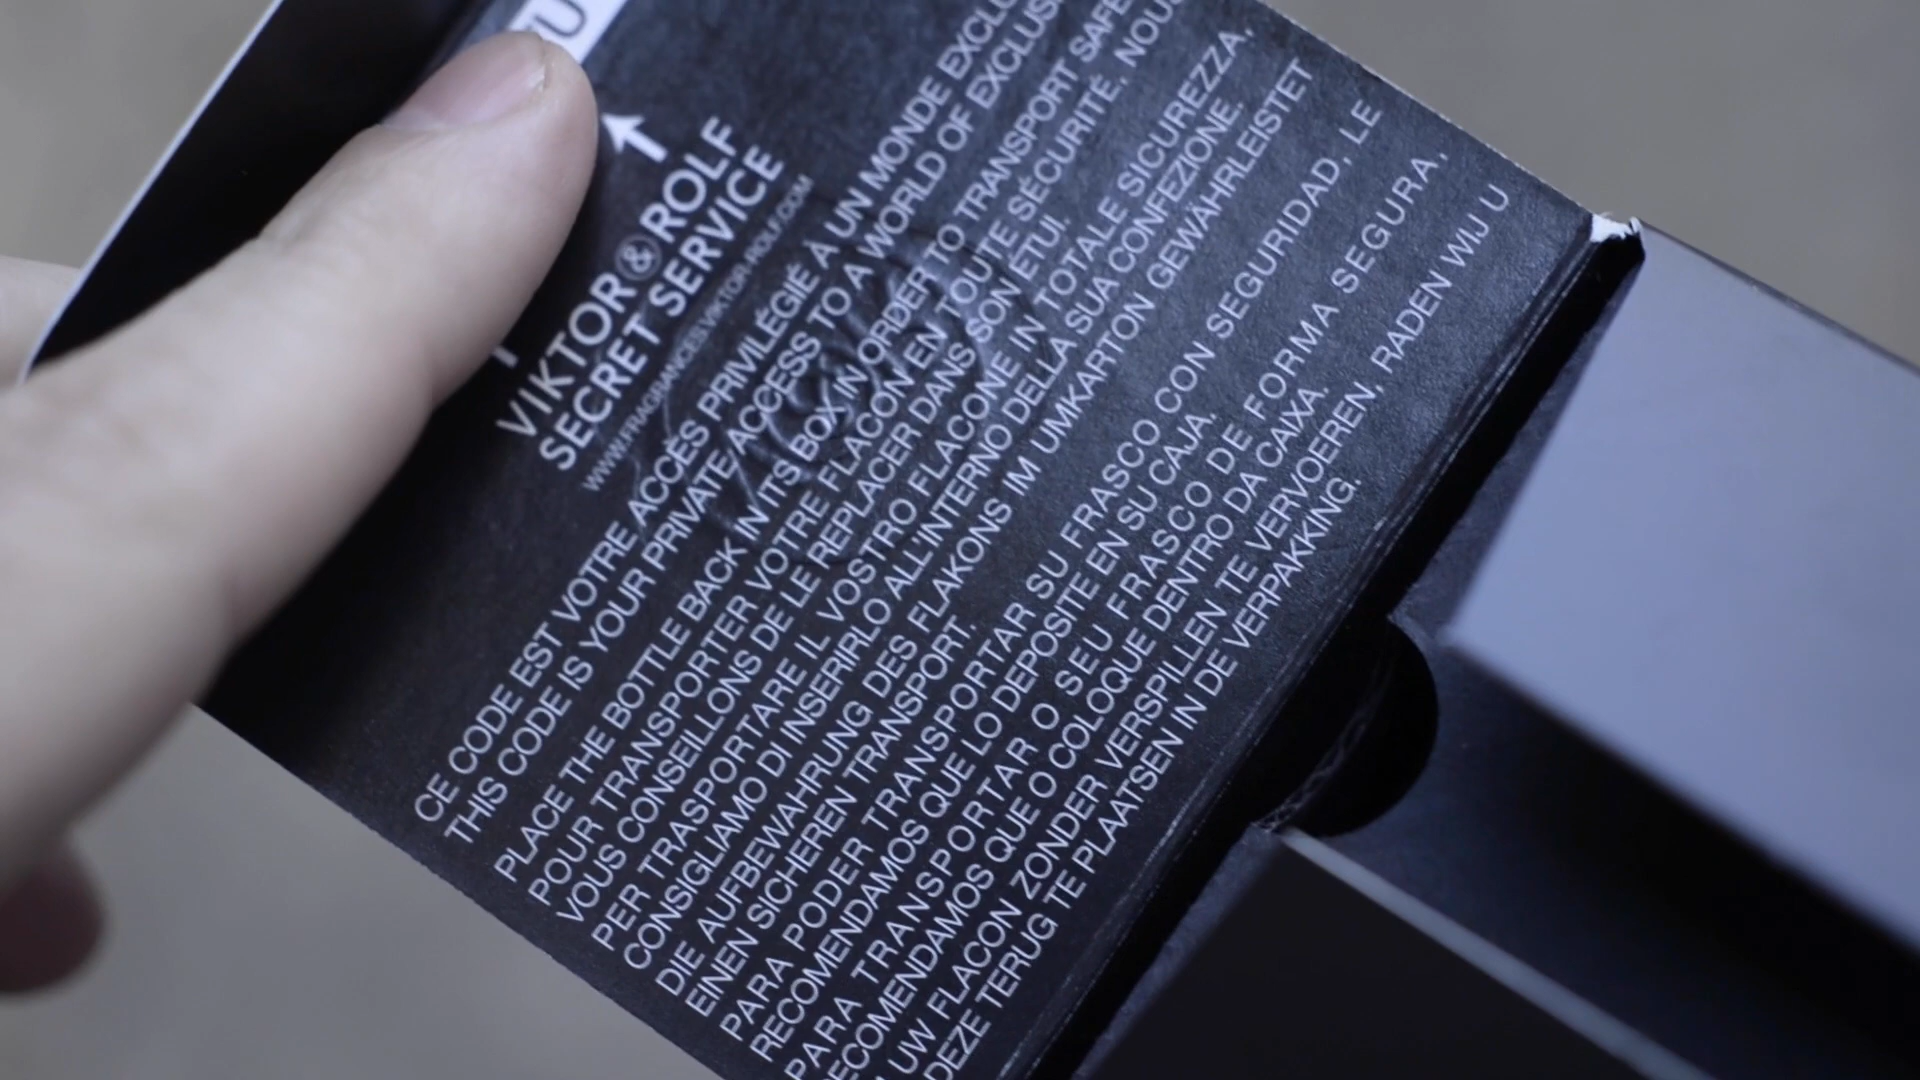 VIKTOR & ROLF
SECRET SERVICE
WWW.FRAGRANCES.VIKTOR-ROLF.COM
CE CODE EST VOTRE ACCÈS PRIVILÉGIÉ À UN MONDE
THIS CODE IS YOUR PRIVATE ACCESS TO A WORLD OF
PLACE THE BOTTLE BACK IN ITS BOX IN ORDER TO TRANSPORT
POUR TRANSPORTER VOTRE FLACON EN TOUTE SÉCURITÉ, NOUS
VOUS CONSEILLONS DE LE REPLACER DANS SON ÉTUI.
PER TRASPORTARE IL VOSTRO FLACONE IN TOTALE SICUREZZA,
CONSIGLIAMO DI INSERIRLO ALL'INTERNO DELLA SUA CONFEZIONE.
DIE AUFBEWAHRUNG DES FLAKONS IM UMKARTON GEWÄHRLEISTET
EINEN SICHEREN TRANSPORT.
PARA PODER TRANSPORTAR SU FRASCO CON SEGURIDAD, LE
RECOMENDAMOS QUE LO DEPOSITE EN SU CAJA.
PARA TRANSPORTAR O SEU FRASCO DE FORMA SEGURA,
ECOMENDAMOS QUE O COLOQUE DENTRO DA CAIXA.
UW FLACON ZONDER VERSPILLEN TE VERVOEREN, RADEN WIJ U
DEZE TERUG TE PLAATSEN IN DE VERPAKKING.